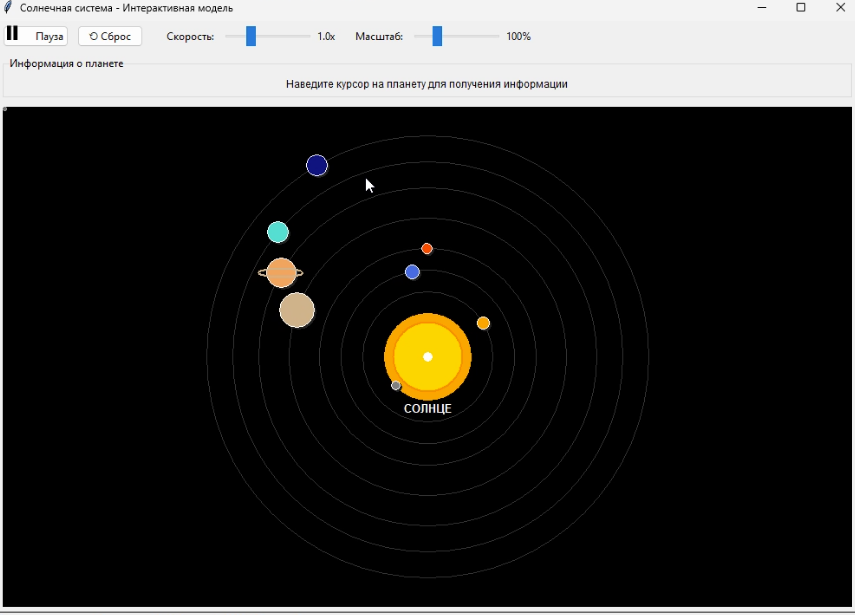 Солнечная система - Интерактивная модель
Пауза Сброс Скорость: 1.0x Масштаб: 100%
Информация о планете
Наведите курсор на планету для получения информации
СОЛНЦЕ